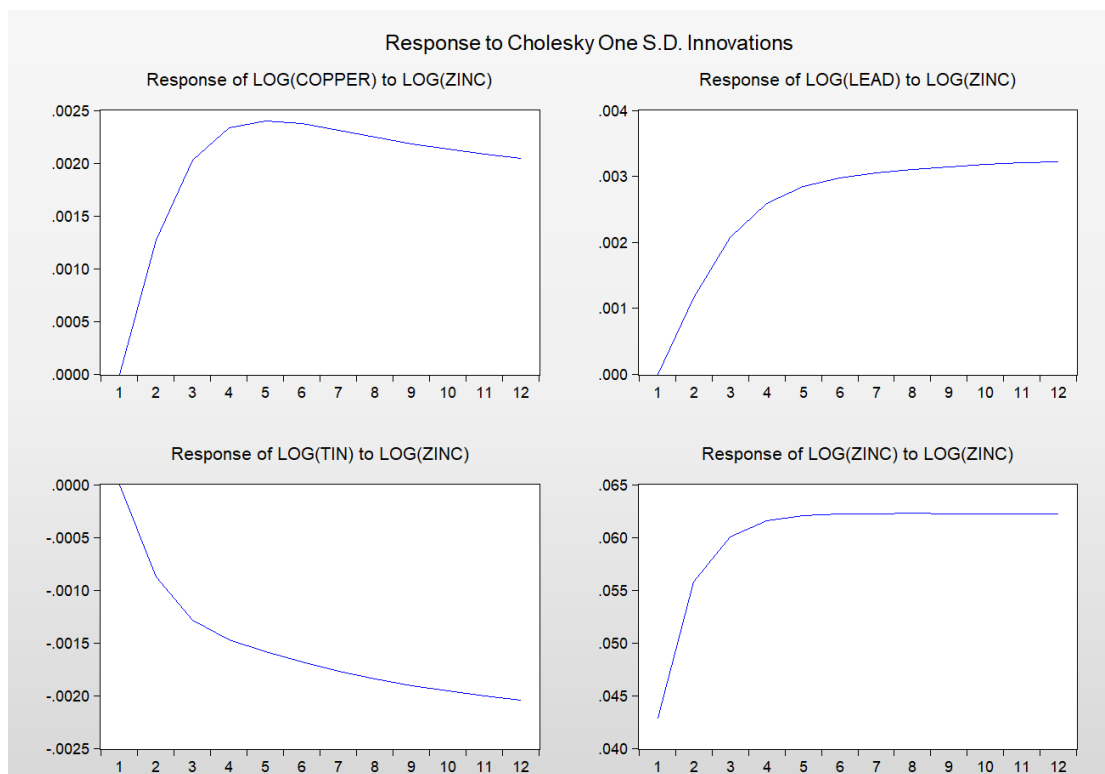 Response to Cholesky One S.D. Innovations
Response of LOG(COPPER) to LOG(ZINC)
.0025
.0020
.0015
.0010
.0005
.0000
1 2 3 4 5 6 7 8 9 10 11 12
Response of LOG(LEAD) to LOG(ZINC)
.004
.003
.002
.001
.000
1 2 3 4 5 6 7 8 9 10 11 12
Response of LOG(TIN) to LOG(ZINC)
.0000
-.0005
-.0010
-.0015
-.0020
-.0025
1 2 3 4 5 6 7 8 9 10 11 12
Response of LOG(ZINC) to LOG(ZINC)
.065
.060
.055
.050
.045
.040
1 2 3 4 5 6 7 8 9 10 11 12